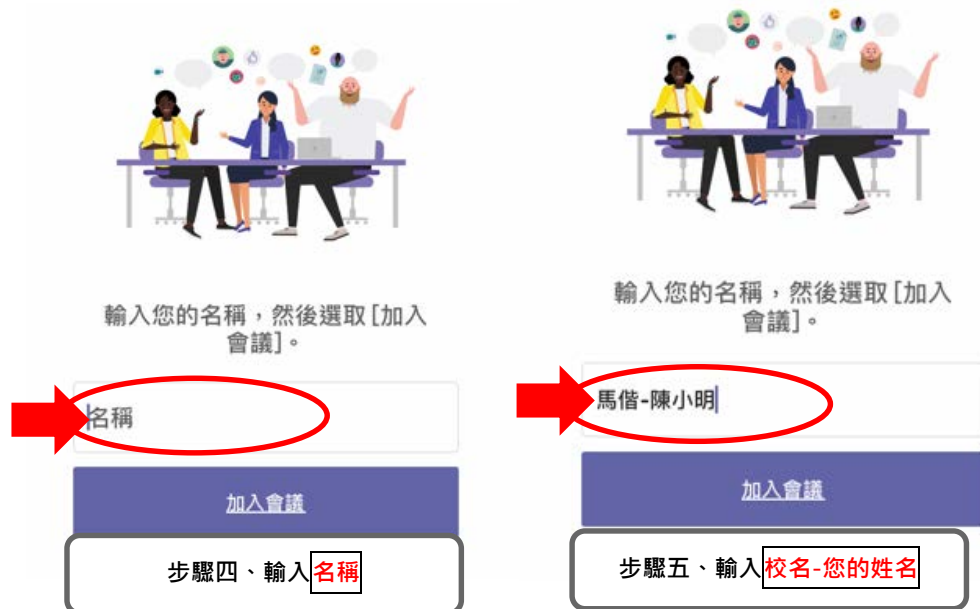 輸入您的名稱，然後選取 [加入
會議]。
名稱
加入會議
步驟四、輸入名稱
輸入您的名稱，然後選取 [加入
會議]。
馬偕-陳小明
加入會議
步驟五、輸入校名-您的姓名